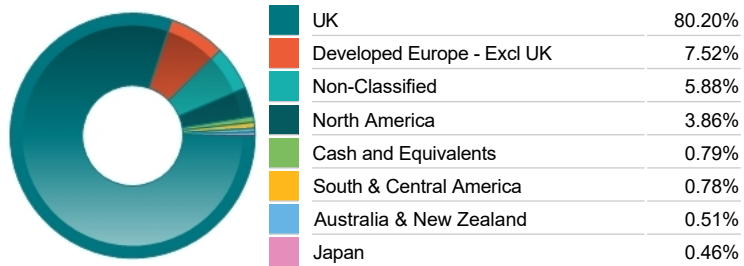 UK 80.20%
Developed Europe - Excl UK 7.52%
Non-Classified 5.88%
North America 3.86%
Cash and Equivalents 0.79%
South & Central America 0.78%
Australia & New Zealand 0.51%
Japan 0.46%